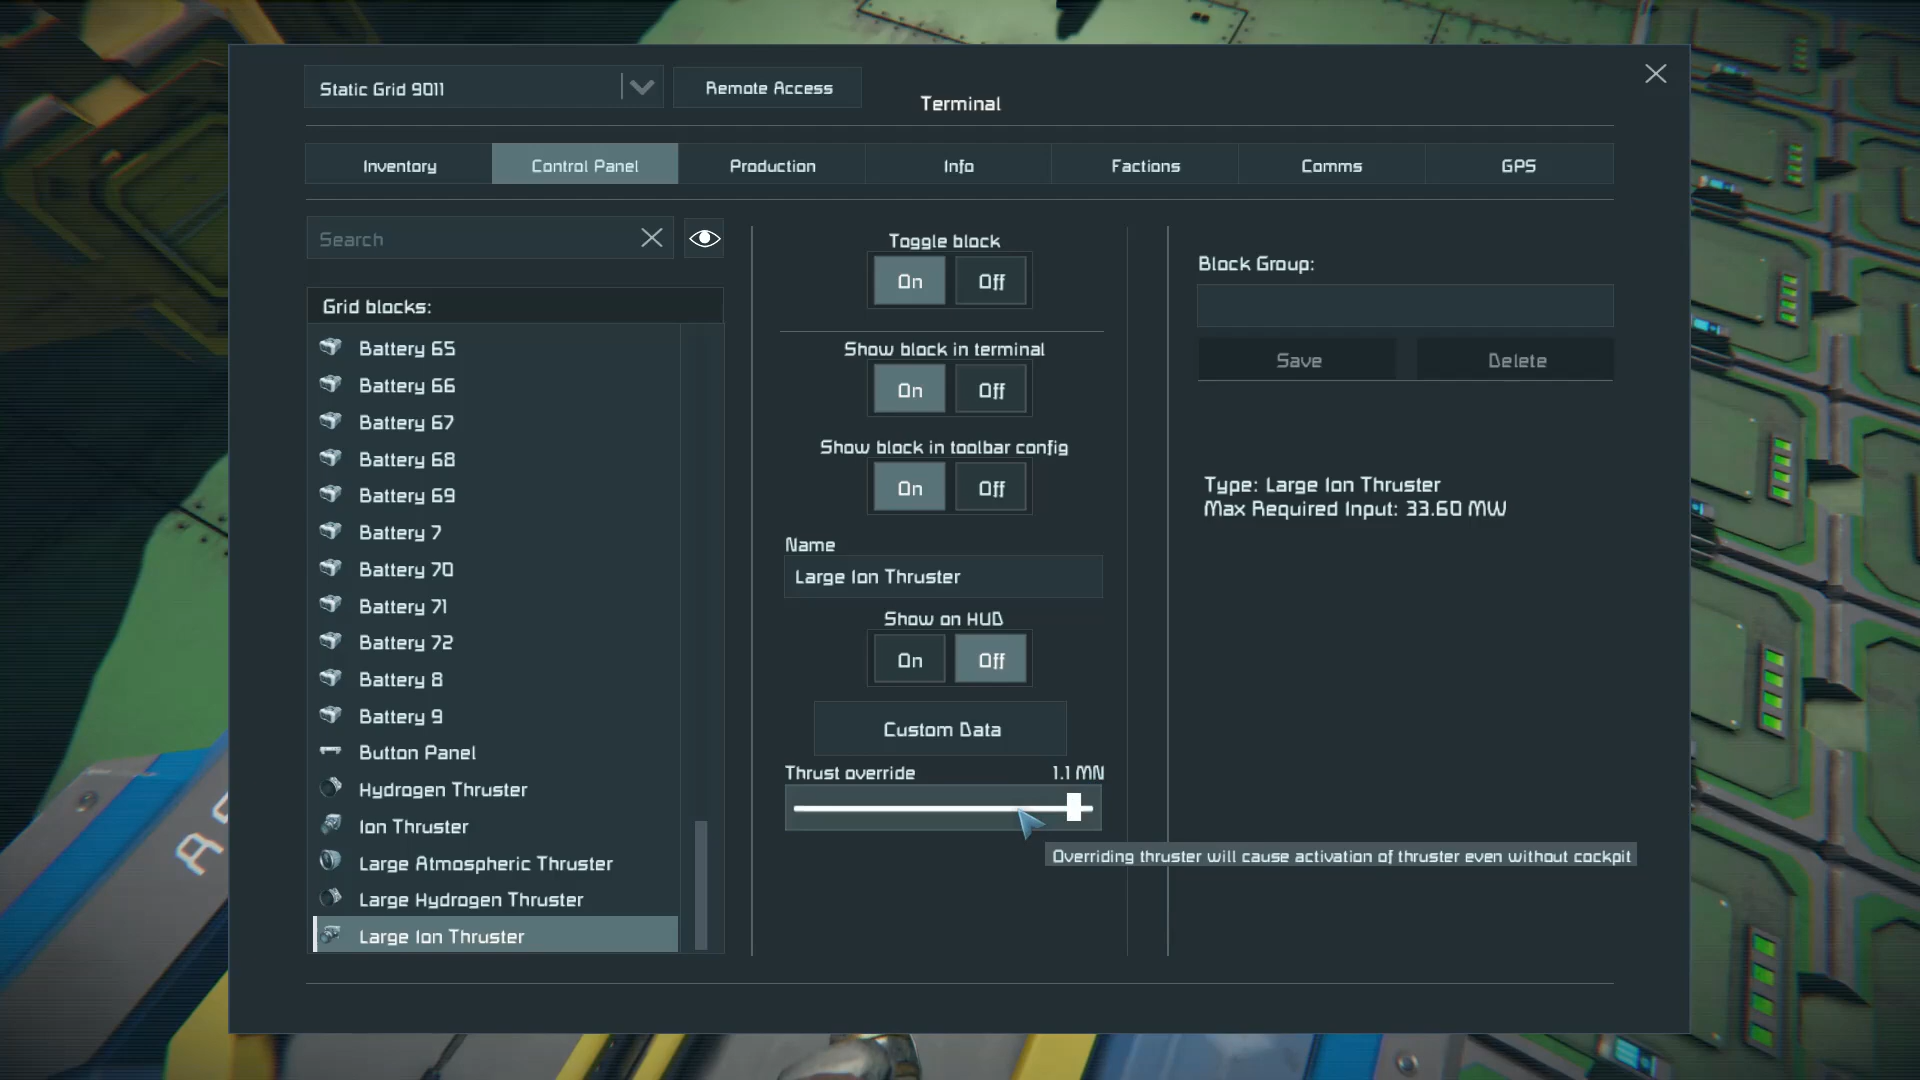 Static Grid 9011
Remote Access
Terminal
Inventory
Control Panel
Production
Info
Factions
Comms
GPS
Search
Grid blocks:
Battery 65
Battery 66
Battery 67
Battery 68
Battery 69
Battery 7
Battery 70
Battery 71
Battery 72
Battery 8
Battery 9
Button Panel
Hydrogen Thruster
Ion Thruster
Large Atmospheric Thruster
Large Hydrogen Thruster
Large Ion Thruster
Toggle block
On Off
Show block in terminal
On Off
Show block in toolbar config
On Off
Name
Large Ion Thruster
Show on HUD
On Off
Custom Data
Thrust override 1.1 MN
Overriding thruster will cause activation of thruster even without cockpit
Block Group:
Save Delete
Type: Large Ion Thruster
Max Required Input: 33.60 MW